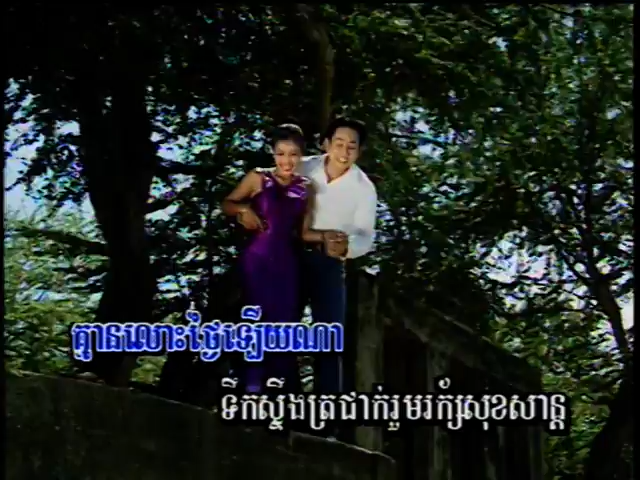 គ្មានលោះថ្ងៃឡើយណា
ទឹកស្ទឹងត្រជាក់រួមរក្ស័សុខសាន្ត